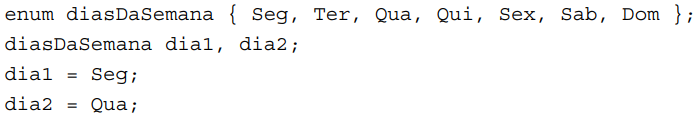 enum diasDaSemana { Seg, Ter, Qua, Qui, Sex, Sab, Dom };
diasDaSemana dia1, dia2;
dia1 = Seg;
dia2 = Qua;